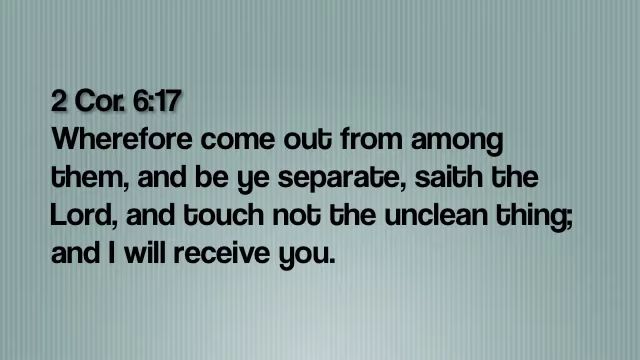 2 Cor. 6:17
Wherefore come out from among
them, and be ye separate, saith the
Lord, and touch not the unclean thing;
and I will receive you.